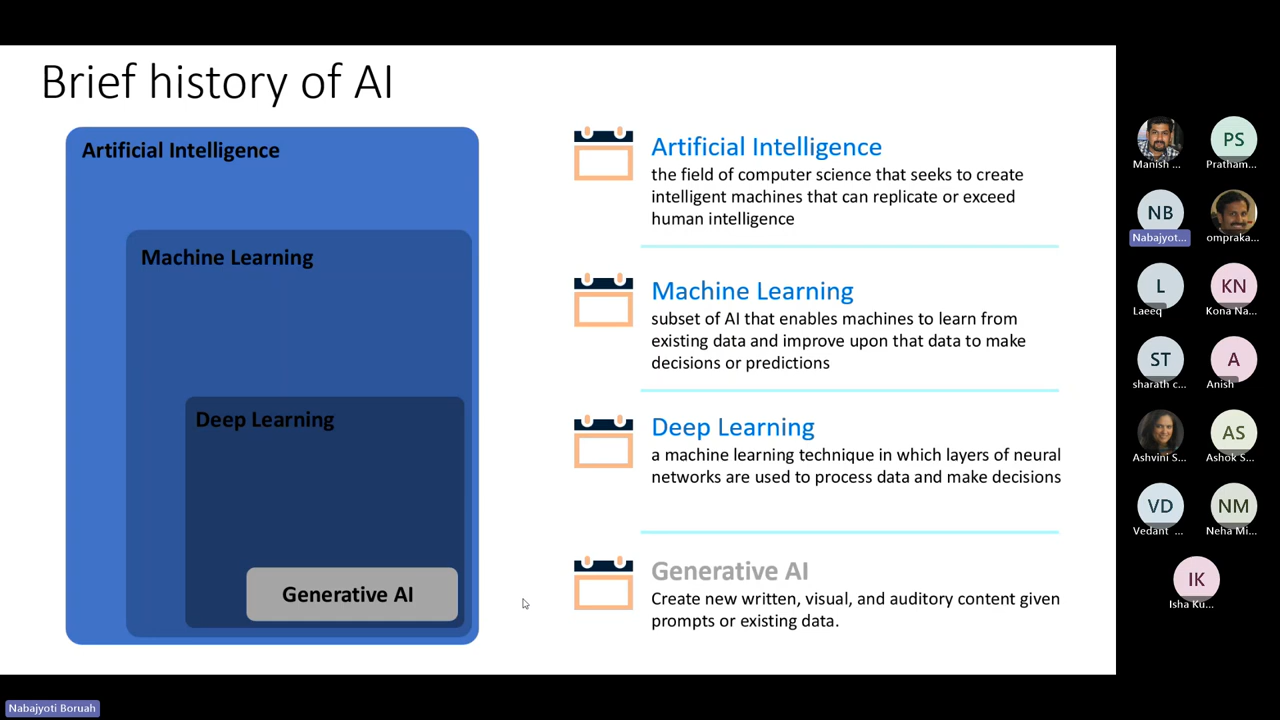 Brief history of AI
Artificial Intelligence
Machine Learning
Deep Learning
Generative AI
Artificial Intelligence
the field of computer science that seeks to create
intelligent machines that can replicate or exceed
human intelligence
Machine Learning
subset of AI that enables machines to learn from
existing data and improve upon that data to make
decisions or predictions
Deep Learning
a machine learning technique in which layers of neural
networks are used to process data and make decisions
Generative AI
Create new written, visual, and auditory content given
prompts or existing data.
Manish ...
PS
Pratham...
NB
Nabajyot...
ompraka...
L
Laeeq
KN
Kona Na...
ST
sharath c...
A
Anish
Ashvini S...
AS
Ashok S...
VD
Vedant ...
NM
Neha Mi...
IK
Isha Ku...
Nabajyoti Boruah